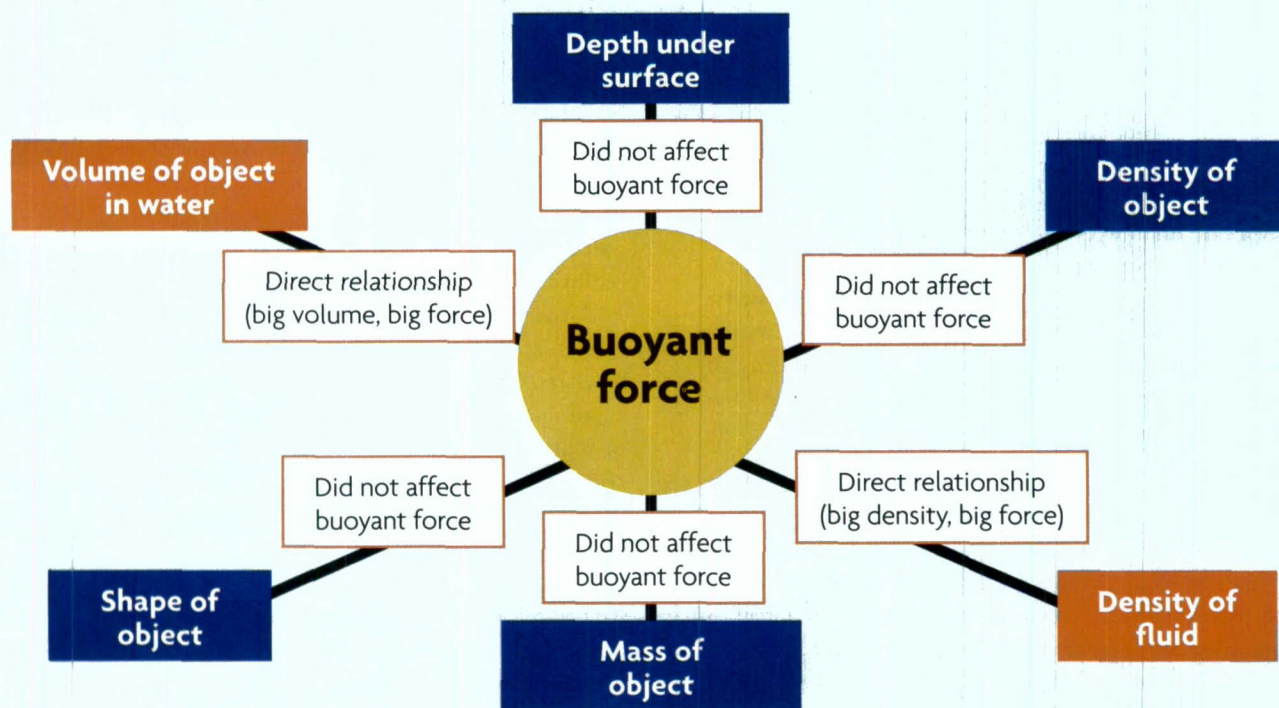 Depth under
surface
Did not affect
buoyant force
Volume of object
in water
Direct relationship
(big volume, big force)
Density of
object
Did not affect
buoyant force
Buoyant
force
Did not affect
buoyant force
Shape of
object
Did not affect
buoyant force
Mass of
object
Direct relationship
(big density, big force)
Density of
fluid